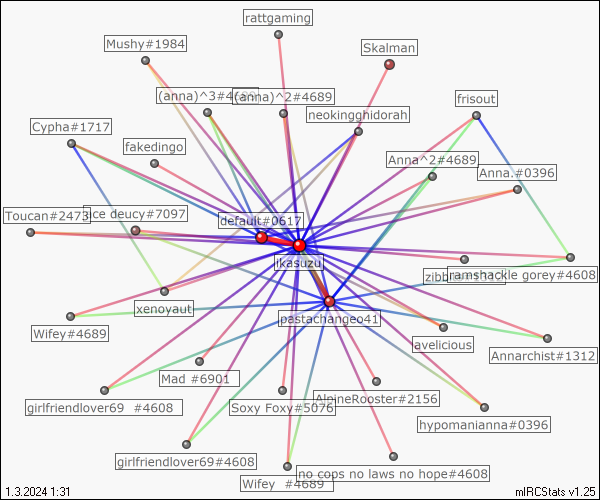 rattgaming
Mushy#1984
Skalman
(anna)^3#4
(anna)^2#4689
frisout
neokingghidorah
Cypha#1717
fakedingo
Anna^2#4689
Anna.#0396
Toucan#2473
ice deucy#7097
default#0617
ikasuzu
ramshackle gorey#4608
xenoyaut
pastachangeo41
Wifey#4689
avelicious
Annarchist#1312
Mad #6901
girlfriendlover69 #4608
Soxy Foxy#5076
AlpineRooster#2156
hypomanianna#0396
girlfriendlover69#4608
no cops no laws no hope#4608
Wifey #4689
1.3.2024 1:31
mIRCStats v1.25